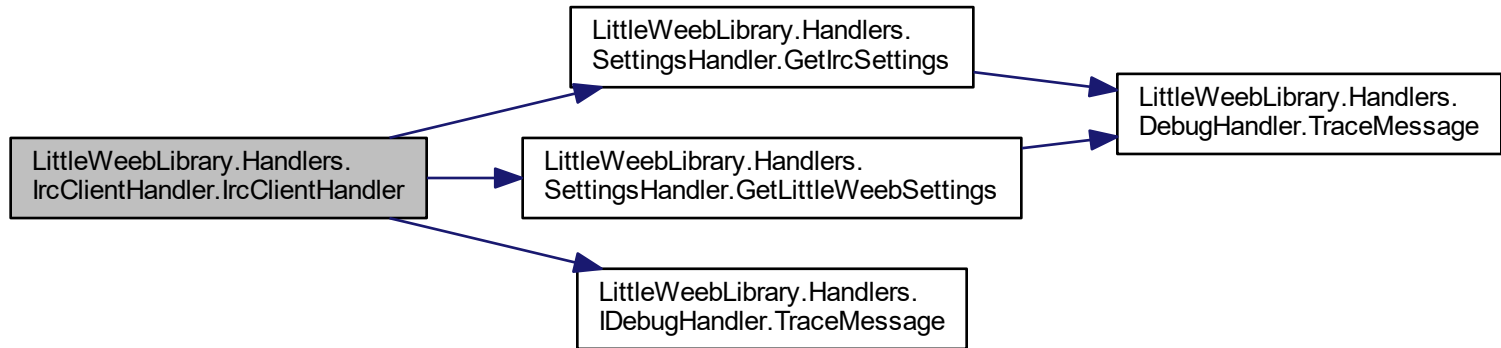 LittleWeebLibrary.Handlers.
IrcClientHandler.IrcClientHandler
LittleWeebLibrary.Handlers.
SettingsHandler.GetIrcSettings
LittleWeebLibrary.Handlers.
SettingsHandler.GetLittleWeebSettings
LittleWeebLibrary.Handlers.
IDebugHandler.TraceMessage
LittleWeebLibrary.Handlers.
DebugHandler.TraceMessage